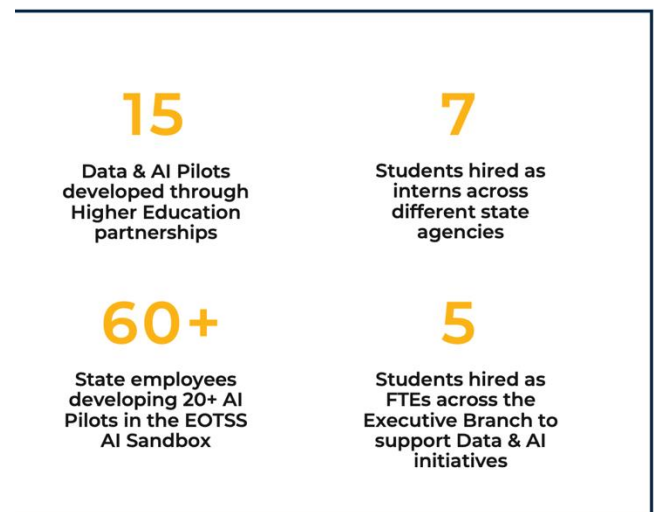 15
Data & AI Pilots
developed through
Higher Education
partnerships
7
Students hired as
interns across
different state
agencies
60+
State employees
developing 20+ AI
Pilots in the EOTSS
AI Sandbox
5
Students hired as
FTEs across the
Executive Branch to
support Data & AI
initiatives